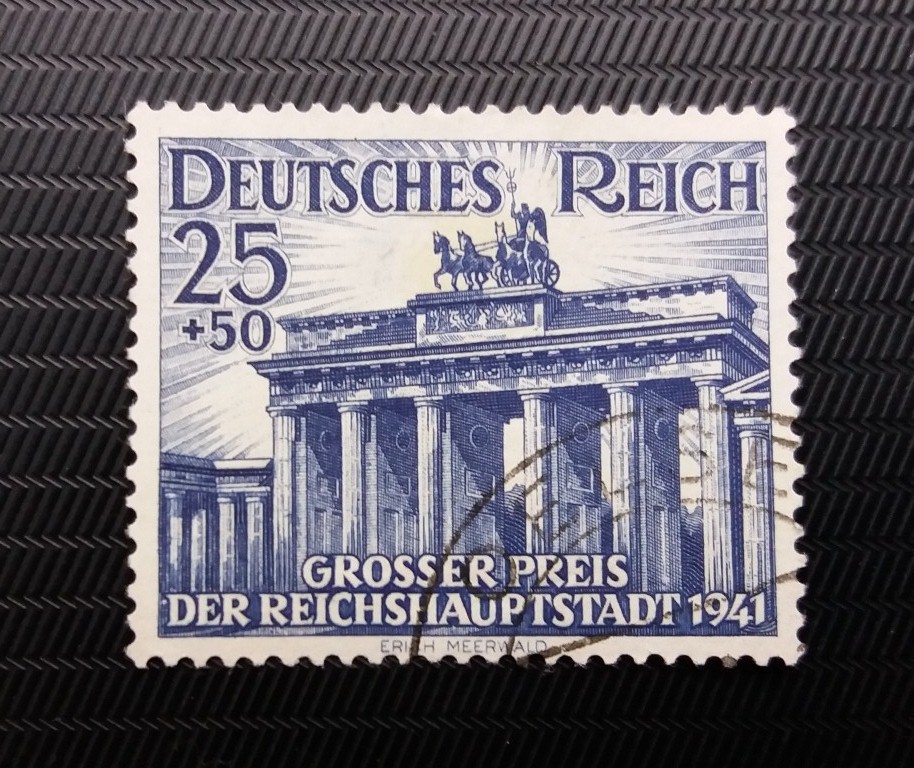 DEUTSCHES REICH
25
+50
GROSSER PREIS
DER REICHSHAUPTSTADT 1941
ERICH MEERWALD